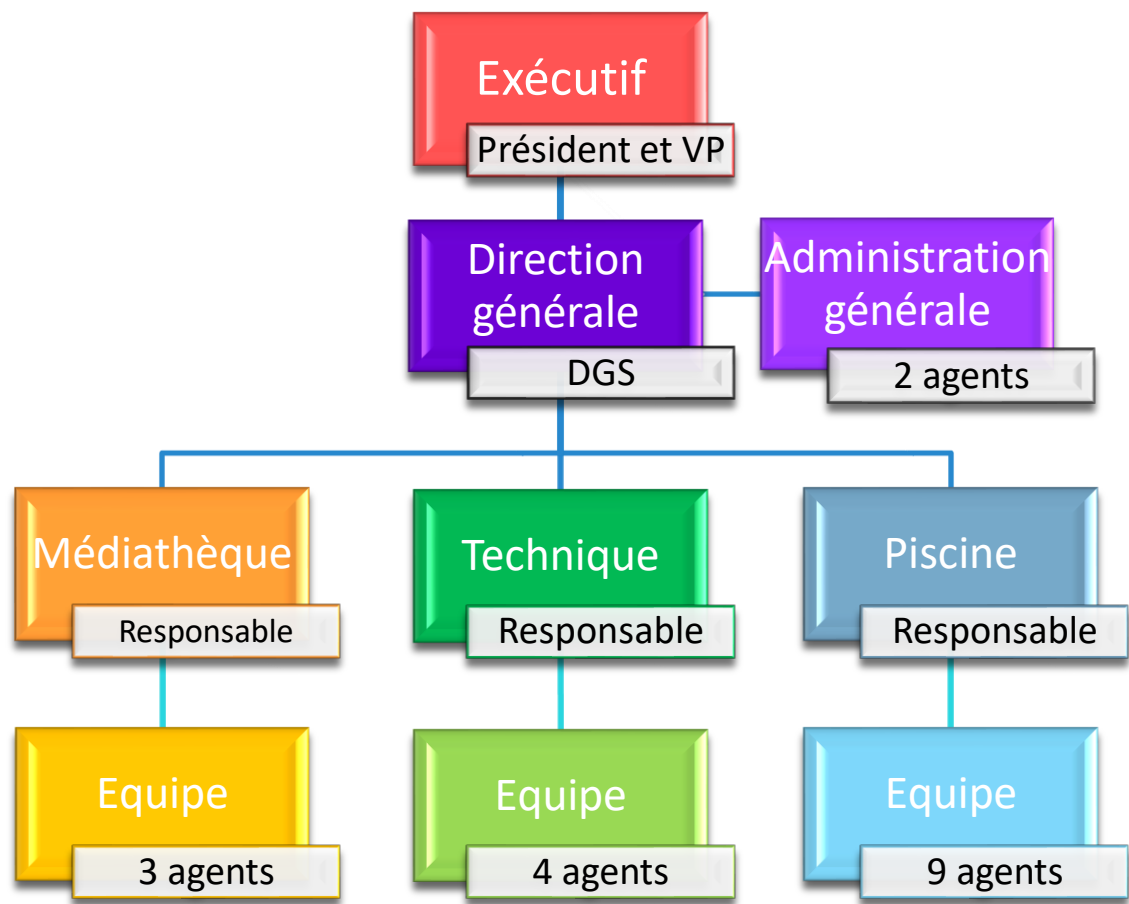 Exécutif
Président et VP
Direction
générale
DGS
Administration
générale
2 agents
Médiathèque
Responsable
Technique
Responsable
Piscine
Responsable
Equipe
3 agents
Equipe
4 agents
Equipe
9 agents